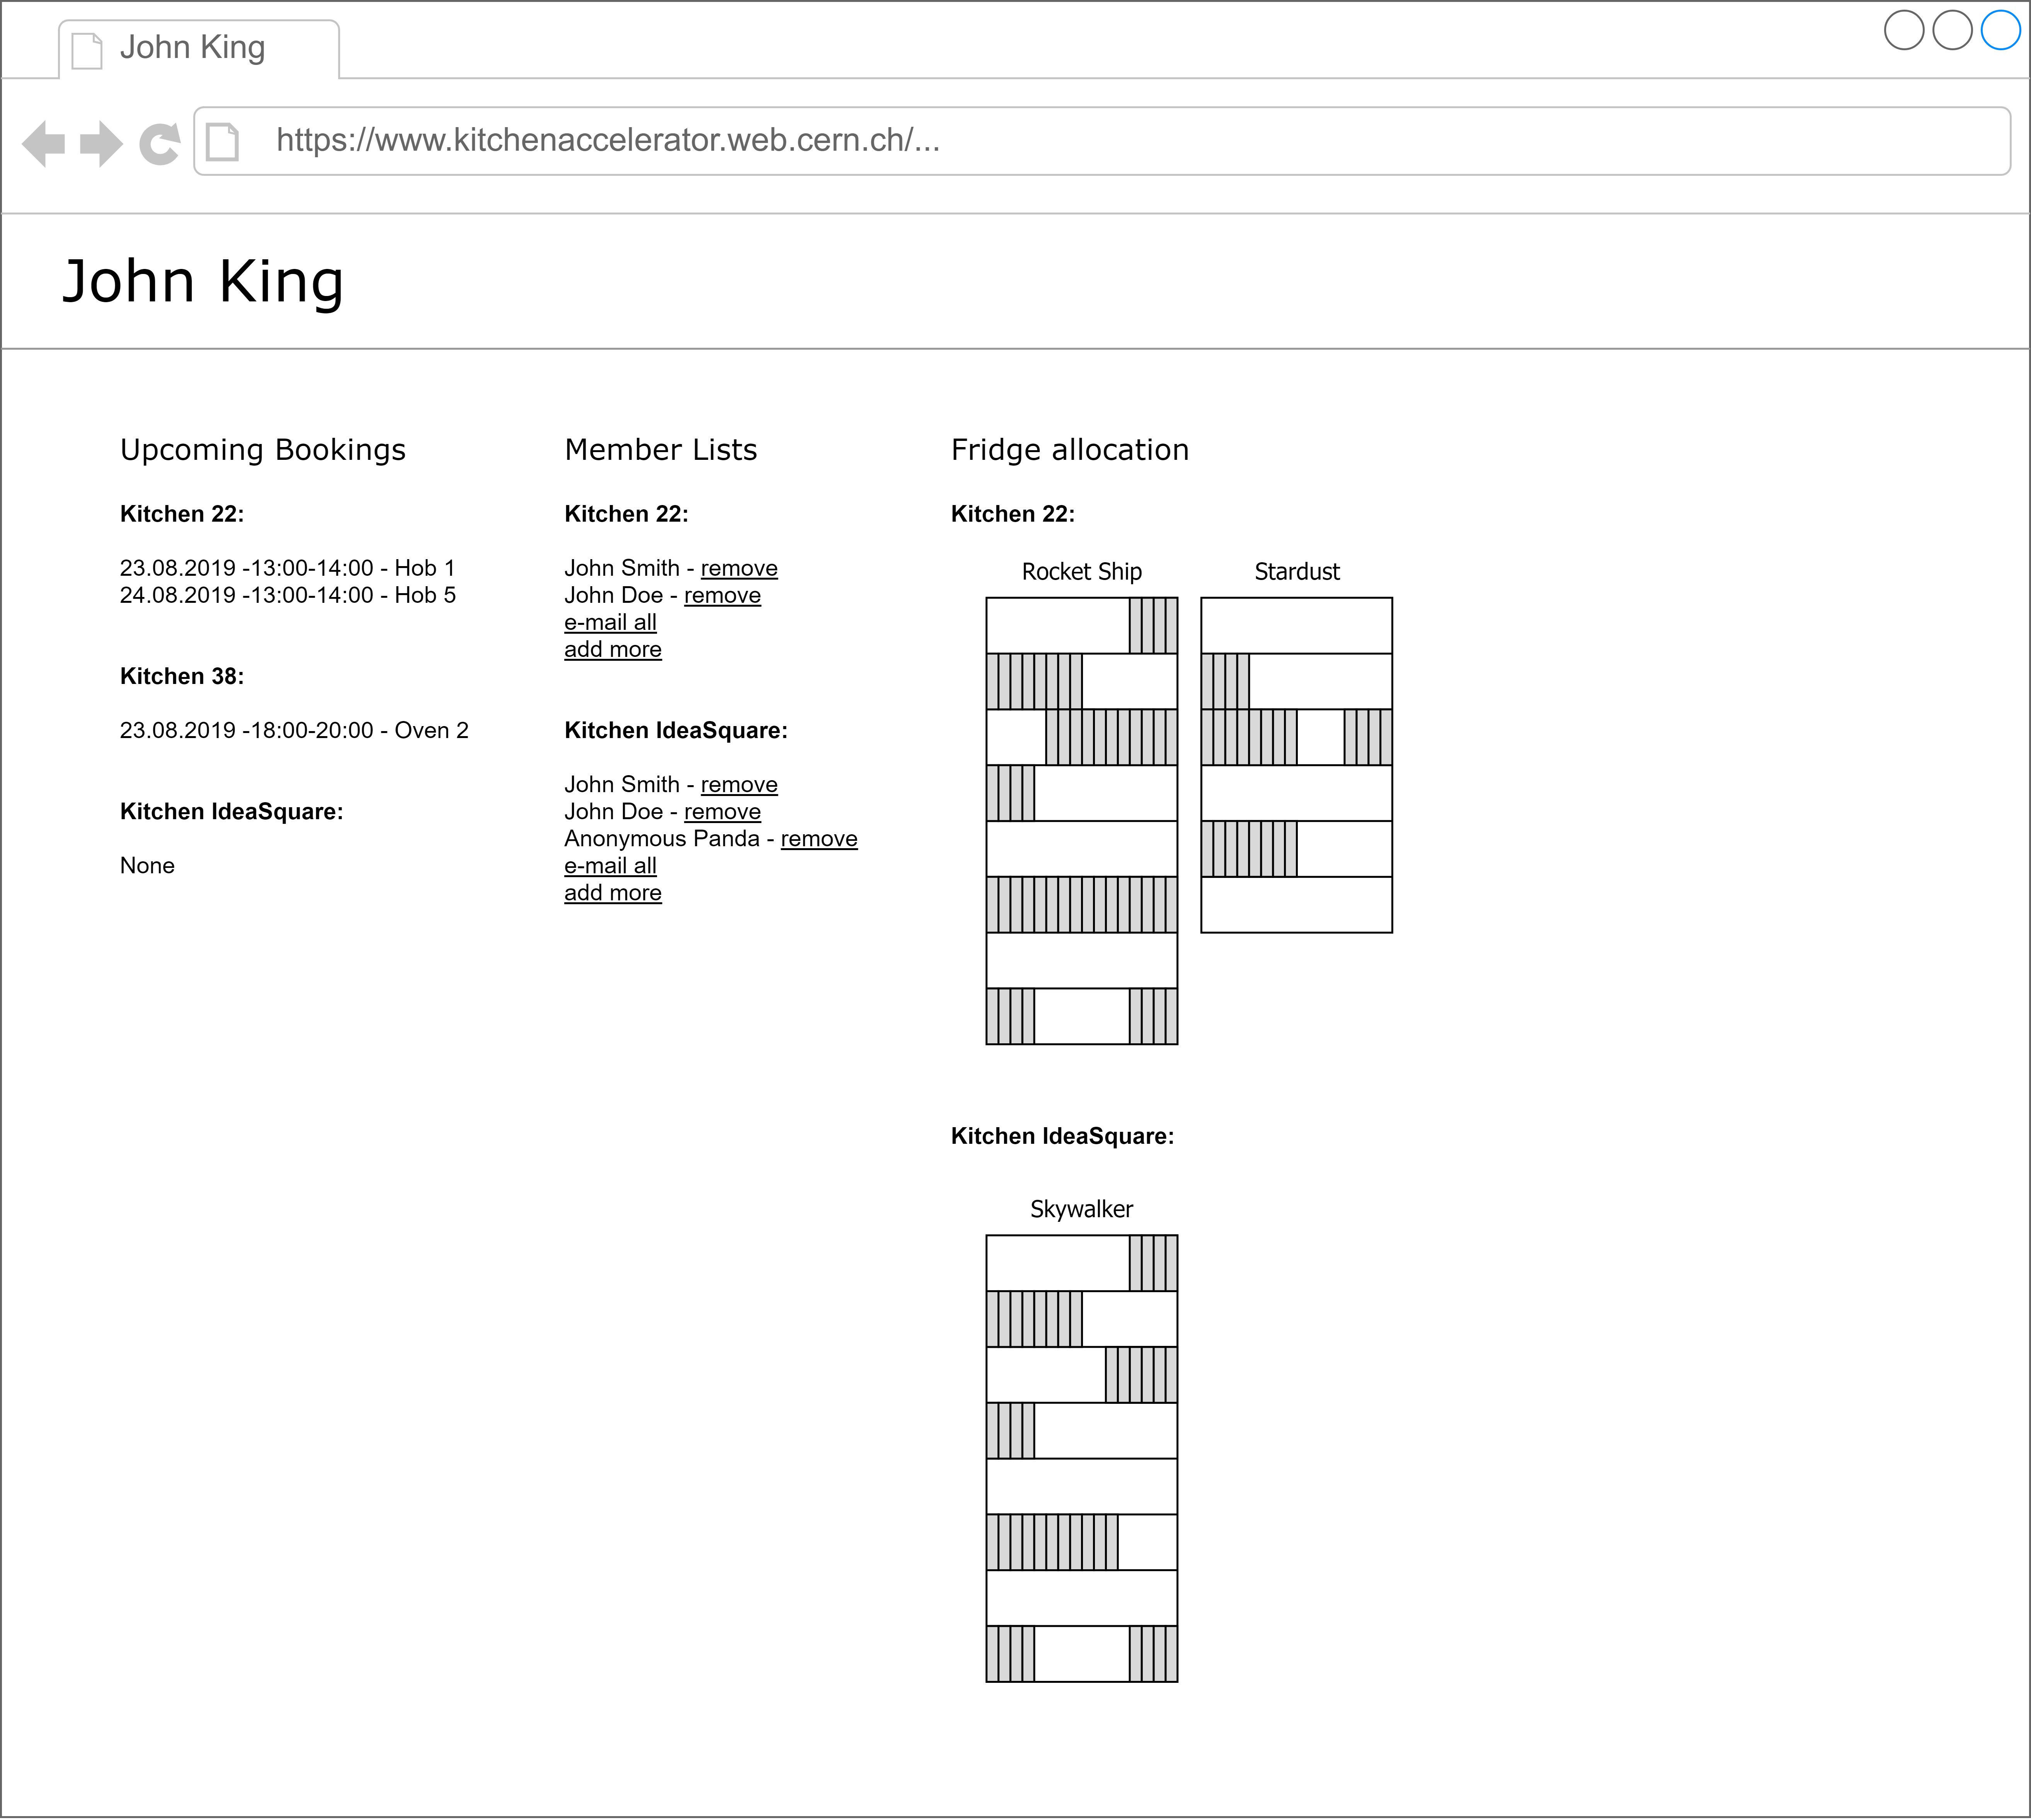 John King
https://www.kitchenaccelerator.web.cern.ch/...
John King
Upcoming Bookings
Kitchen 22:
23.08.2019 -13:00-14:00 - Hob 1
24.08.2019 -13:00-14:00 - Hob 5
Kitchen 38:
23.08.2019 -18:00-20:00 - Oven 2
Kitchen IdeaSquare:
None
Member Lists
Kitchen 22:
John Smith - remove
John Doe - remove
e-mail all
add more
Kitchen IdeaSquare:
John Smith - remove
John Doe - remove
Anonymous Panda - remove
e-mail all
add more
Fridge allocation
Kitchen 22:
Rocket Ship
Stardust
Kitchen IdeaSquare:
Skywalker